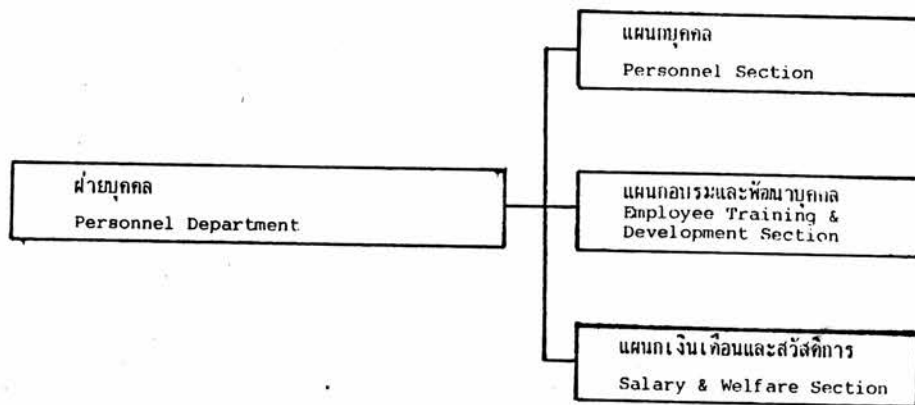 แผนกบุคคล
Personnel Section
ฝ่ายบุคคล
Personnel Department
แผนกอบรมและพัฒนาบุคคล
Employee Training &
Development Section
แผนกเงินเดือนและสวัสดิการ
Salary & Welfare Section